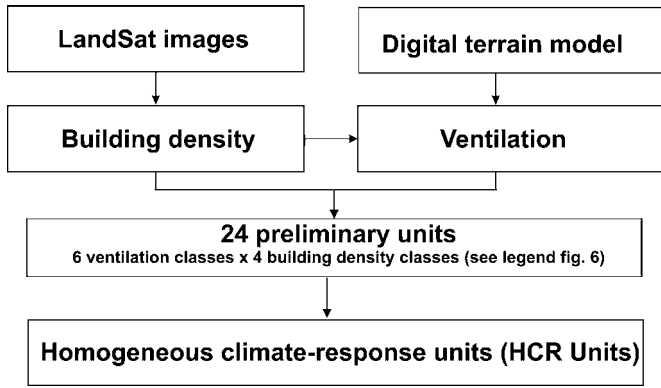 LandSat images
Digital terrain model
Building density
Ventilation
24 preliminary units
6 ventilation classes x 4 building density classes (see legend fig. 6)
Homogeneous climate-response units (HCR Units)